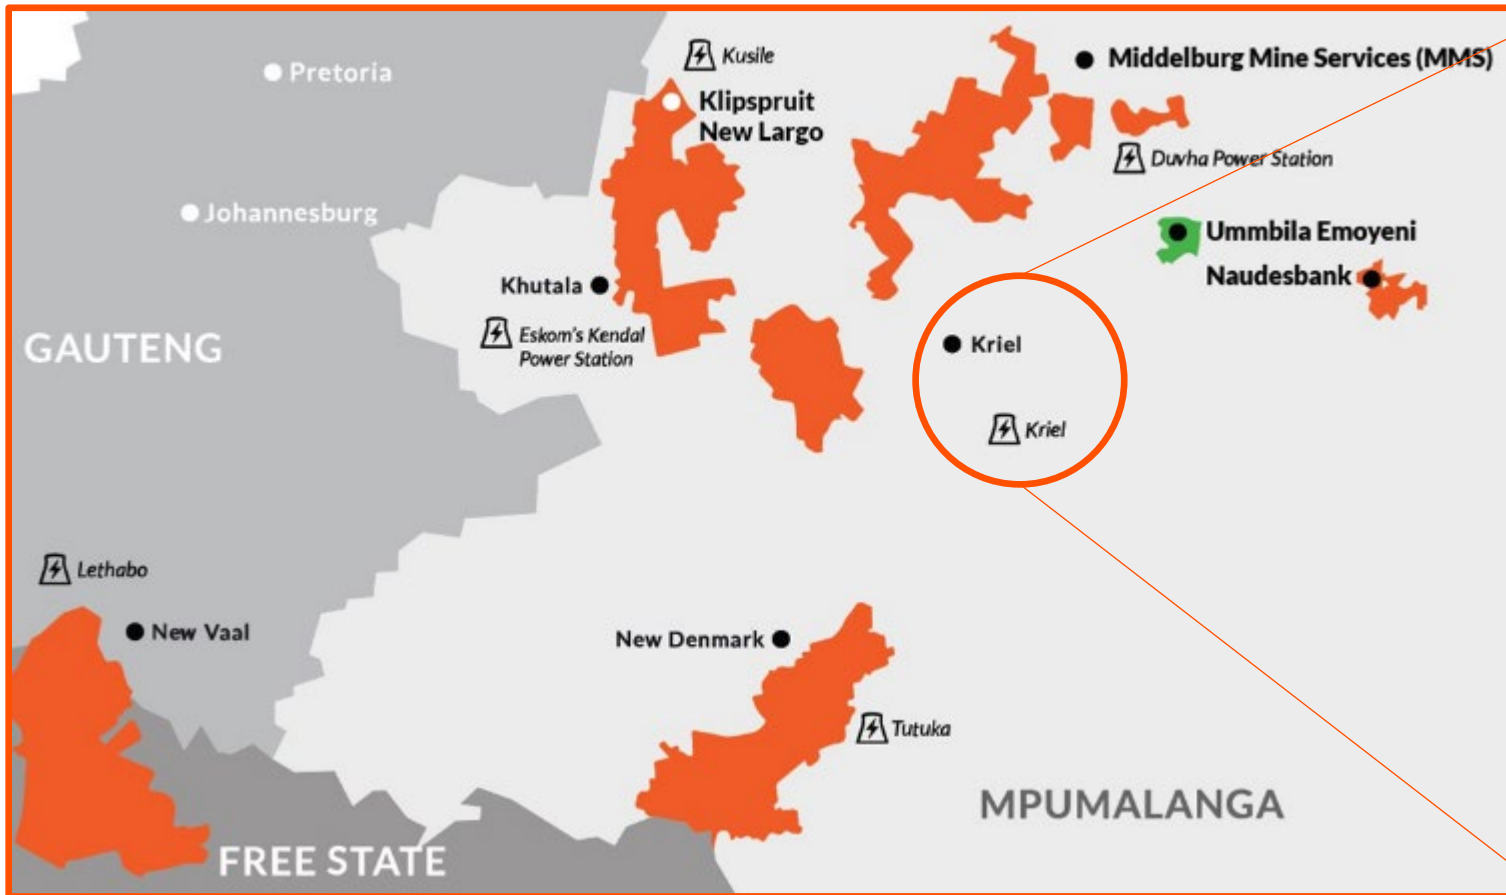 Kusile
Middelburg Mine Services (MMS)
Pretoria
Klipspruit
New Largo
Duvha Power Station
Johannesburg
Ummbila Emoyeni
Naudesbank
Khutala
Eskom's Kendal
Power Station
GAUTENG
Kriel
Kriel
Lethabo
New Vaal
New Denmark
Tutuka
MPUMALANGA
FREE STATE